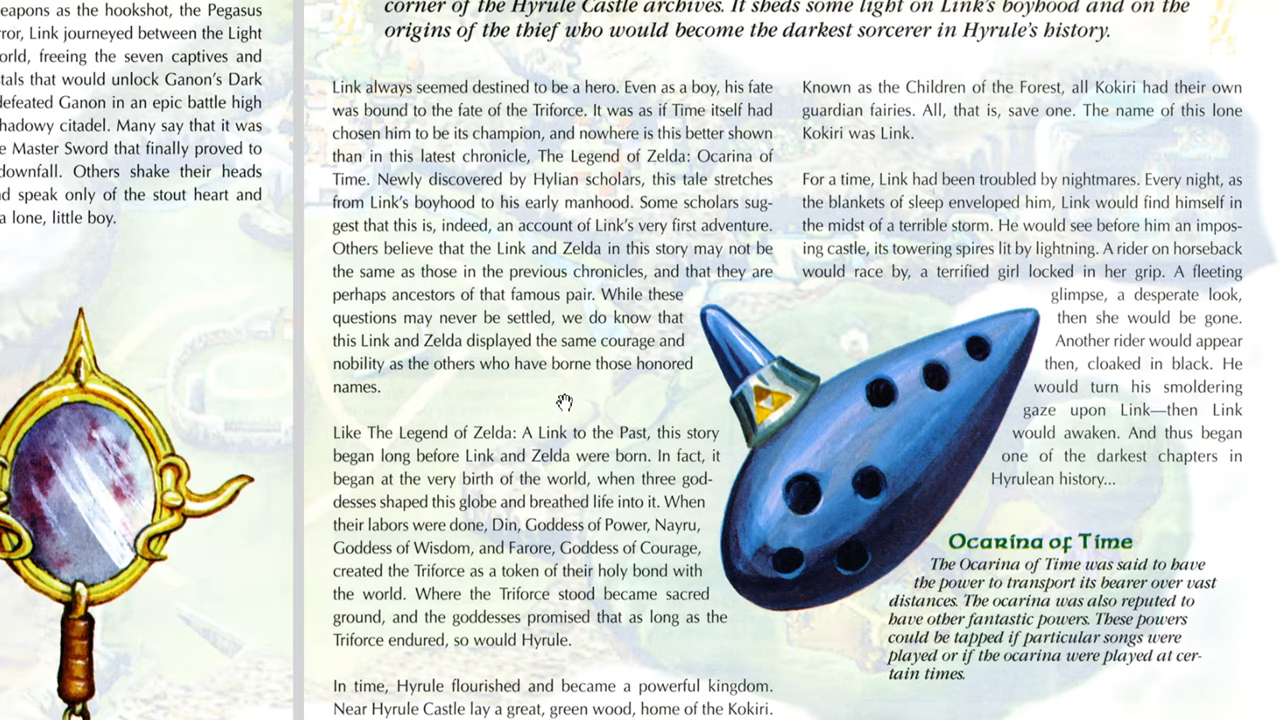 eapons as the hookshot, the Pegasus
ror, Link journeyed between the Light
orld, freeing the seven captives and
tals that would unlock Ganon's Dark
defeated Ganon in an epic battle high
hadowy citadel. Many say that it was
e Master Sword that finally proved to
downfall. Others shake their heads
nd speak only of the stout heart and
a lone, little boy.
corner of the Hyrule Castle archives. It sheds some light on Link's boyhood and on the
origins of the thief who would become the darkest sorcerer in Hyrule's history.
Link always seemed destined to be a hero. Even as a boy, his fate
was bound to the fate of the Triforce. It was as if Time itself had
chosen him to be its champion, and nowhere is this better shown
than in this latest chronicle, The Legend of Zelda: Ocarina of
Time. Newly discovered by Hylian scholars, this tale stretches
from Link's boyhood to his early manhood. Some scholars sug-
gest that this is, indeed, an account of Link's very first adventure.
Others believe that the Link and Zelda in this story may not be
the same as those in the previous chronicles, and that they are
perhaps ancestors of that famous pair. While these
questions may never be settled, we do know that
this Link and Zelda displayed the same courage and
nobility as the others who have borne those honored
names.
Like The Legend of Zelda: A Link to the Past, this story
began long before Link and Zelda were born. In fact, it
began at the very birth of the world, when three god-
desses shaped this globe and breathed life into it. When
their labors were done, Din, Goddess of Power, Nayru,
Goddess of Wisdom, and Farore, Goddess of Courage,
created the Triforce as a token of their holy bond with
the world. Where the Triforce stood became sacred
ground, and the goddesses promised that as long as the
Triforce endured, so would Hyrule.
In time, Hyrule flourished and became a powerful kingdom.
Near Hyrule Castle lay a great, green wood, home of the Kokiri.
Known as the Children of the Forest, all Kokiri had their own
guardian fairies. All, that is, save one. The name of this lone
Kokiri was Link.
For a time, Link had been troubled by nightmares. Every night, as
the blankets of sleep enveloped him, Link would find himself in
the midst of a terrible storm. He would see before him an impos-
ing castle, its towering spires lit by lightning. A rider on horseback
would race by, a terrified girl locked in her grip. A fleeting
glimpse, a desperate look,
then she would be gone.
Another rider would appear
then, cloaked in black. He
would turn his smoldering
gaze upon Link—then Link
would awaken. And thus began
one of the darkest chapters in
Hyrulean history...
Ocarina of Time
The Ocarina of Time was said to have
the power to transport its bearer over vast
distances. The ocarina was also reputed to
have other fantastic powers. These powers
could be tapped if particular songs were
played or if the ocarina were played at cer-
tain times.